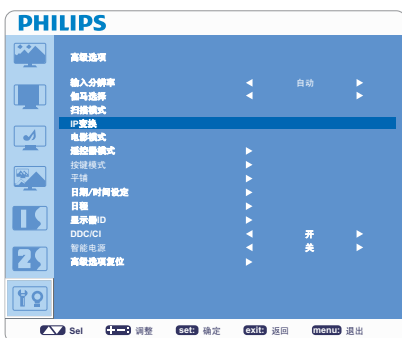 PHILIPS
高级选项
输入分辨率 自动
伽马选择
扫描模式
IP变换
电影模式
遥控器模式
按键模式
平铺
日期/时间设定
日程
显示器ID
DDC/CI 开
智能电源 关
高级选项复位
Sel 调整 set: 确定 exit: 返回 menu: 退出